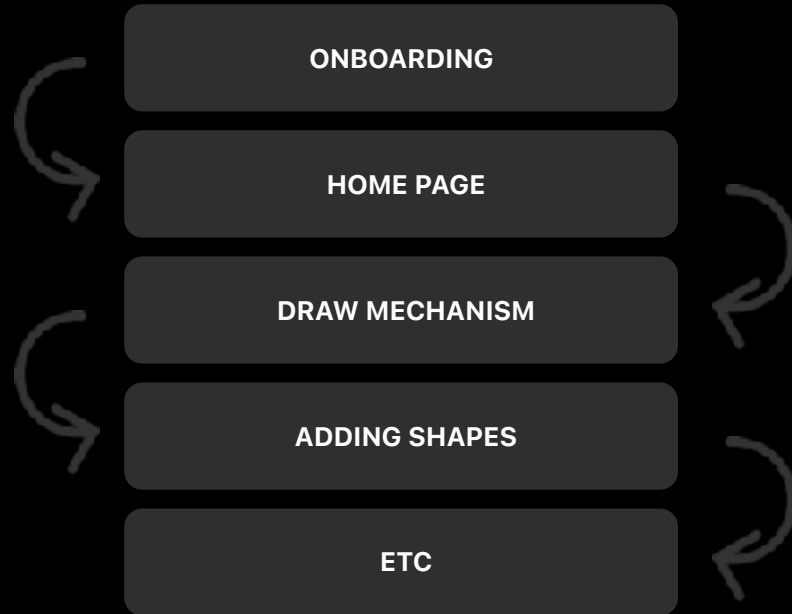 ONBOARDING
HOME PAGE
DRAW MECHANISM
ADDING SHAPES
ETC